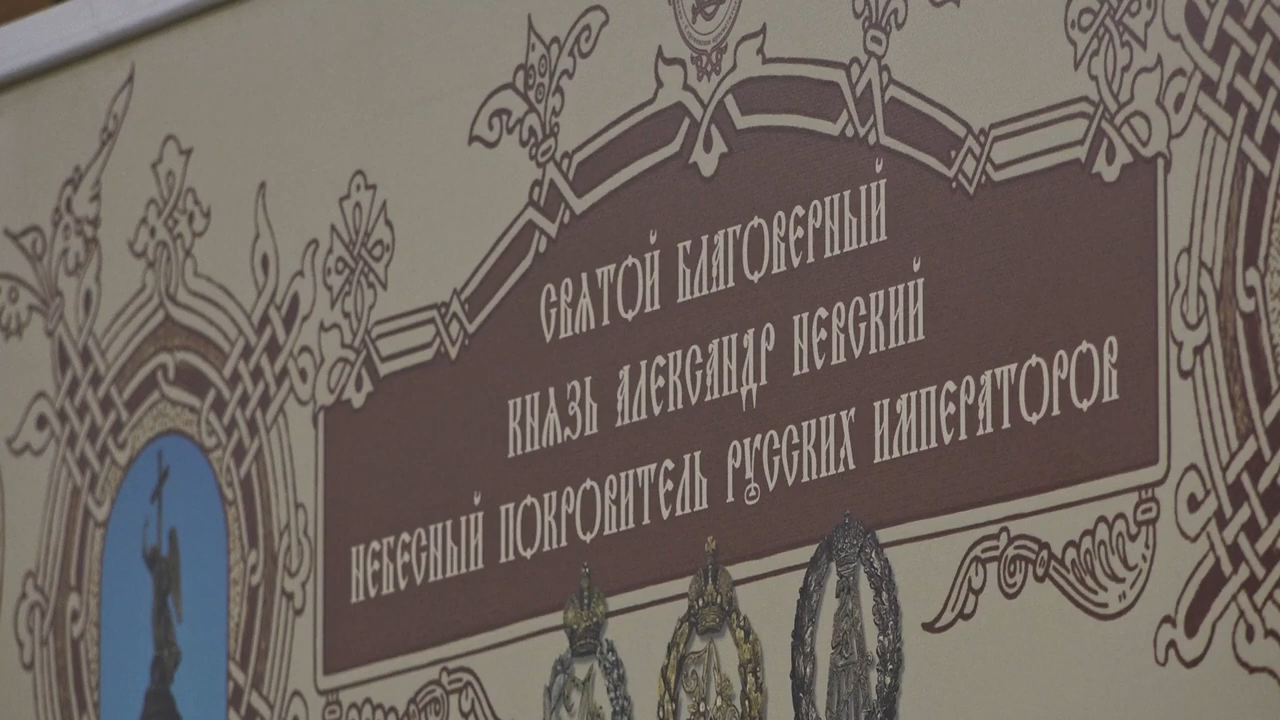 СВЯТОЙ БЛАГОВЕРНЫЙ
КНЯЗЬ АЛЕКСАНДР НЕВСКИЙ
НЕБЕСНЫЙ ПОКРОВИТЕЛЬ РУССКИХ ИМПЕРАТОРОВ